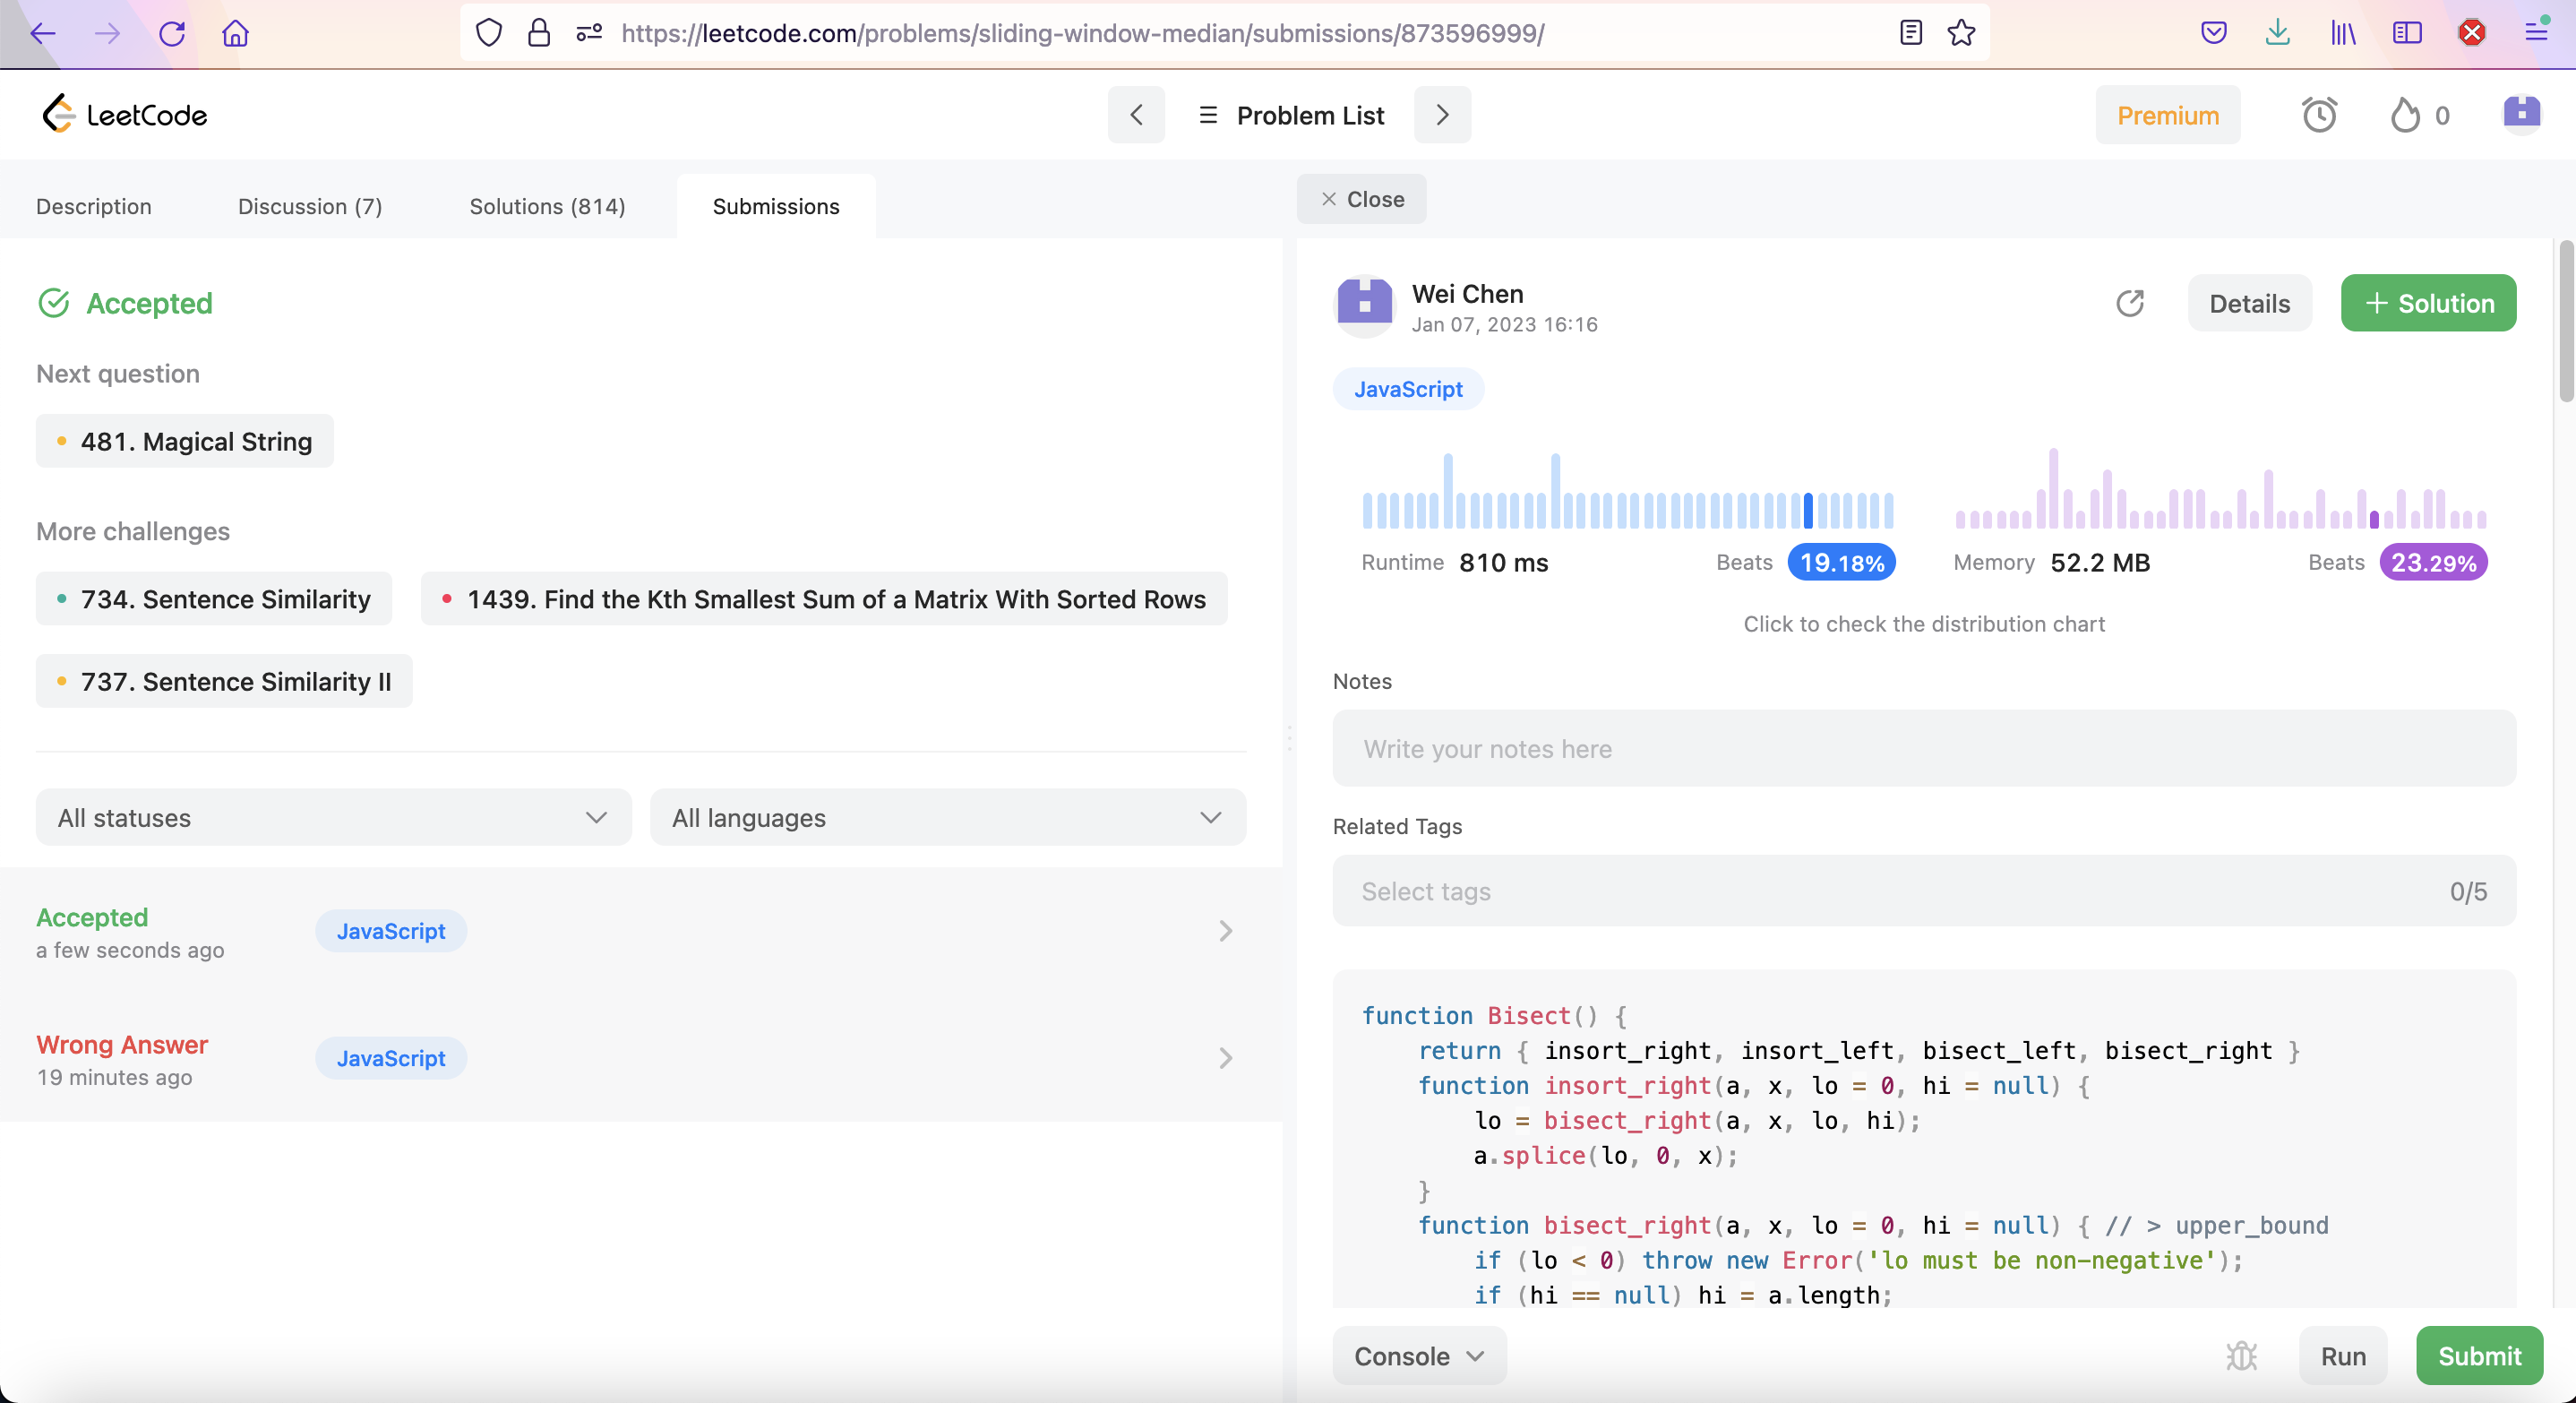 https://leetcode.com/problems/sliding-window-median/submissions/873596999/
LeetCode
Problem List
Premium
0
Description
Discussion (7)
Solutions (814)
Submissions
Close
Accepted
Next question
481. Magical String
More challenges
734. Sentence Similarity
1439. Find the Kth Smallest Sum of a Matrix With Sorted Rows
737. Sentence Similarity II
All statuses
All languages
Accepted
a few seconds ago
JavaScript
Wrong Answer
19 minutes ago
JavaScript
Wei Chen
Jan 07, 2023 16:16
Details
+ Solution
JavaScript
Runtime 810 ms
Beats 19.18%
Memory 52.2 MB
Beats 23.29%
Click to check the distribution chart
Notes
Write your notes here
Related Tags
Select tags
0/5
function Bisect() {
    return { insort_right, insort_left, bisect_left, bisect_right }
    function insort_right(a, x, lo = 0, hi = null) {
        lo = bisect_right(a, x, lo, hi);
        a.splice(lo, 0, x);
    }
    function bisect_right(a, x, lo = 0, hi = null) { // > upper_bound
        if (lo < 0) throw new Error('lo must be non-negative');
        if (hi == null) hi = a.length;
Console
Run
Submit